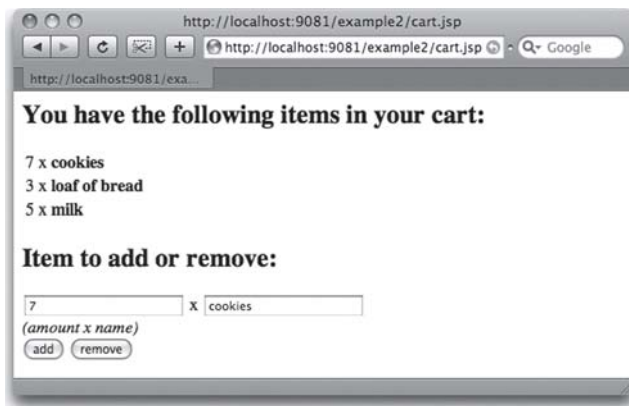 http://localhost:9081/example2/cart.jsp
http://localhost:9081/example2/cart.jsp Google
http://localhost:9081/exa...
You have the following items in your cart:
7 x cookies
3 x loaf of bread
5 x milk
Item to add or remove:
7 x cookies
(amount x name)
add remove